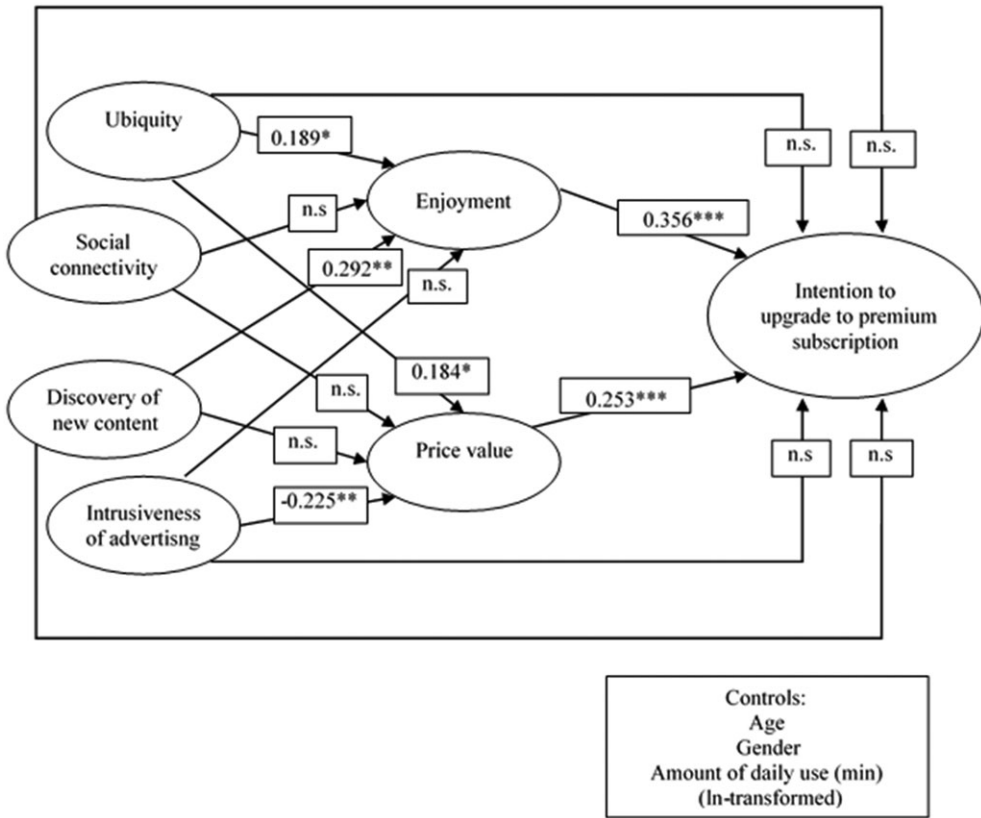 Ubiquity
0.189*
n.s.
n.s.
n.s
Enjoyment
0.356***
Social
connectivity
0.292**
n.s.
Intention to
upgrade to premium
subscription
Discovery of
new content
n.s.
0.184*
0.253***
n.s.
Price value
n.s
n.s
Intrusiveness
of advertisng
-0.225**
Controls:
Age
Gender
Amount of daily use (min)
(ln-transformed)